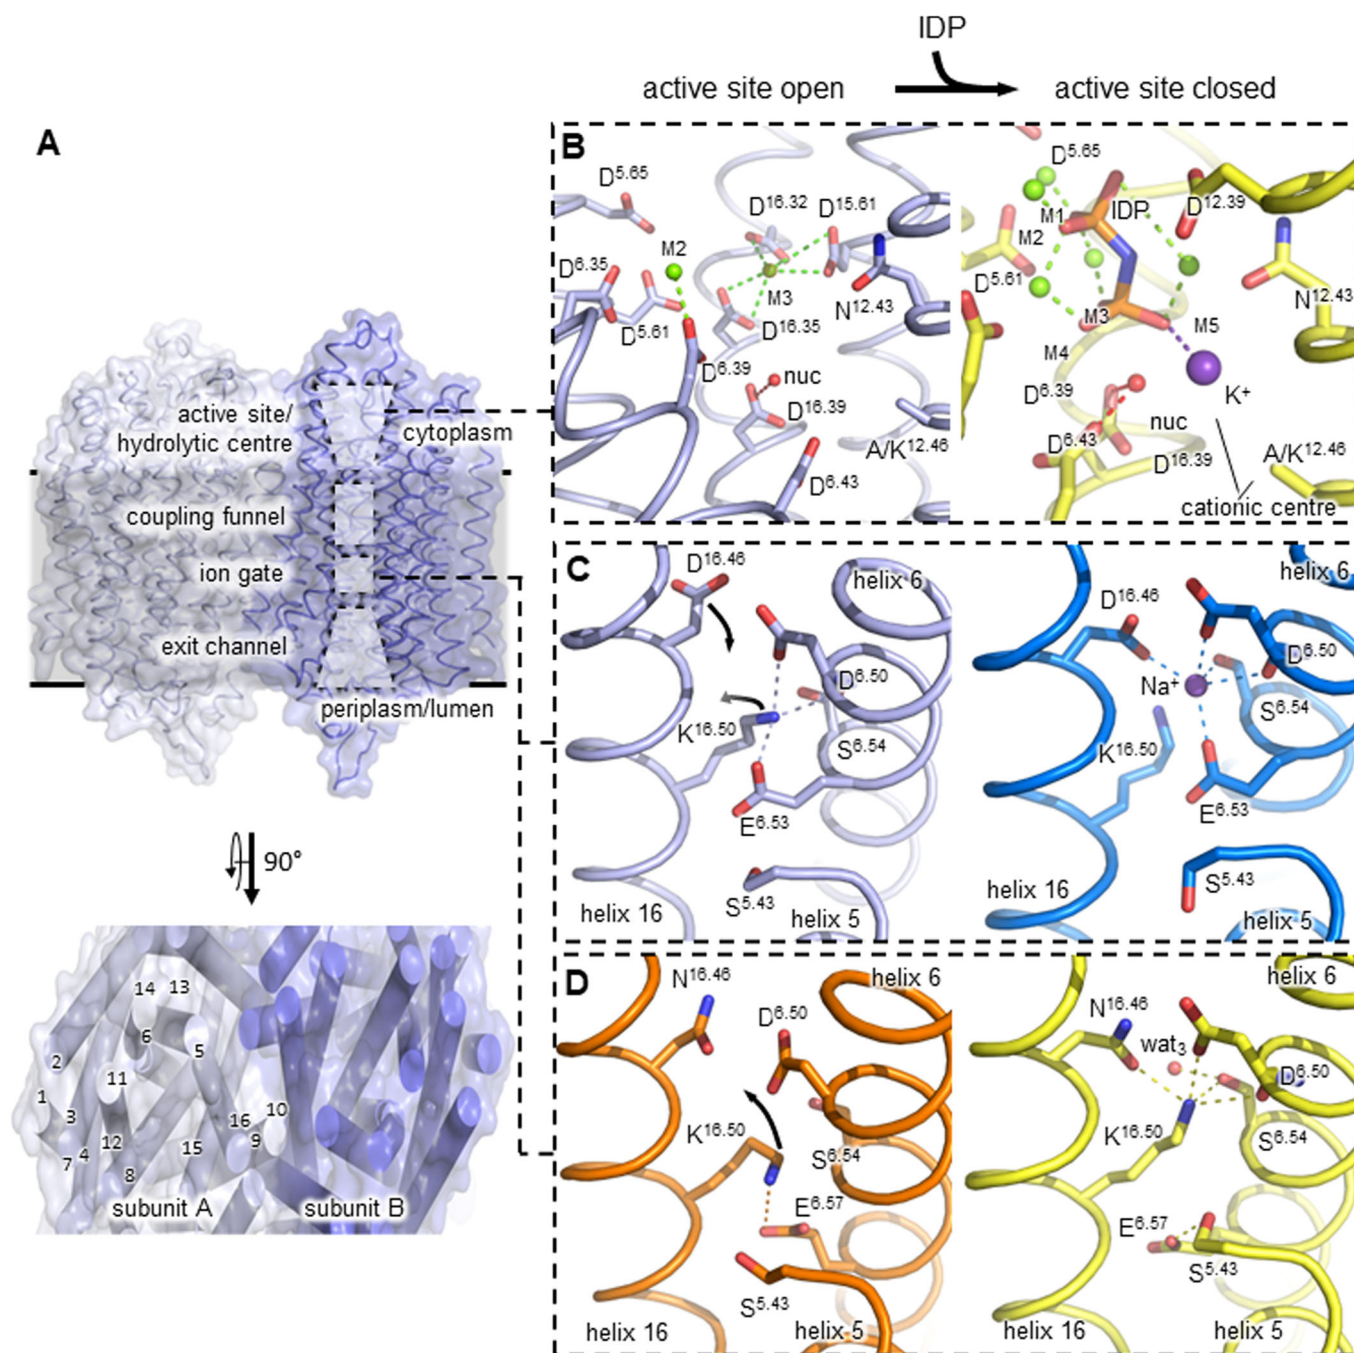 IDP
active site open
active site closed
A
active site/
hydrolytic centre
cytoplasm
coupling funnel
ion gate
exit channel
periplasm/lumen
90°
14
13
6
5
2
11
1
3
16
10
12
9
4
15
7
8
subunit A
subunit B
B
D5.65
D16.32
D15.61
M2
D6.35
M3
N12.43
D5.61
D16.35
D6.39
nuc
D16.39
A/K12.46
D6.43
D5.65
M1
IDP
D12.39
M2
D5.61
N12.43
M3
M5
M4
D6.39
K+
nuc
D6.43
D16.39
A/K12.46
cationic centre
C
D16.46
helix 6
D6.50
K16.50
S6.54
E6.53
S5.43
helix 16
helix 5
helix 6
D16.46
Na+
D6.50
S6.54
K16.50
E6.53
S5.43
helix 16
helix 5
D
N16.46
helix 6
D6.50
K16.50
S6.54
E6.57
S5.43
helix 16
helix 5
helix 6
N16.46
wat3
D6.50
K16.50
S6.54
E6.57
S5.43
helix 16
helix 5